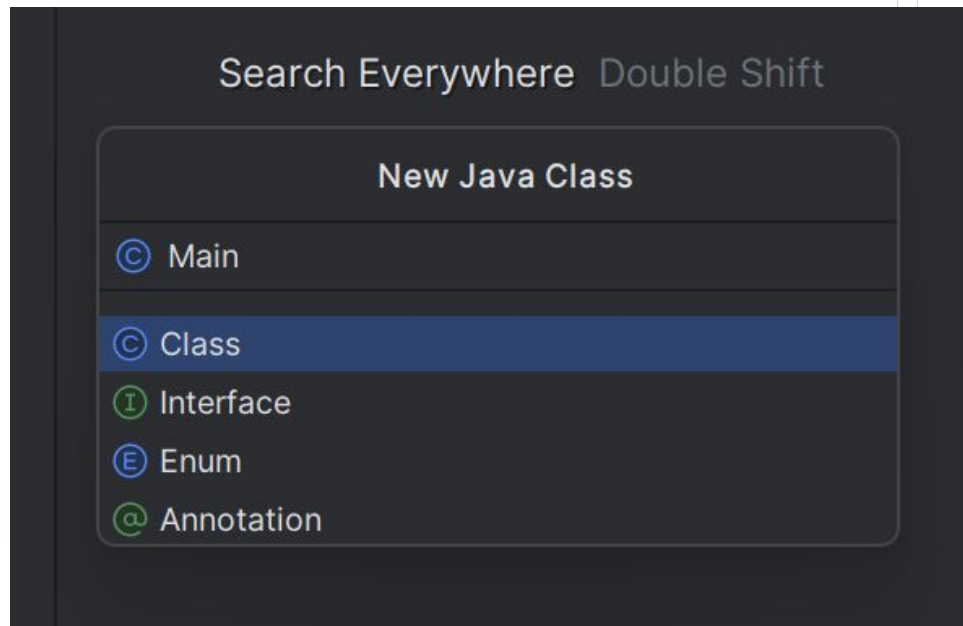 Search Everywhere Double Shift
New Java Class
C Main
C Class
I Interface
E Enum
@ Annotation